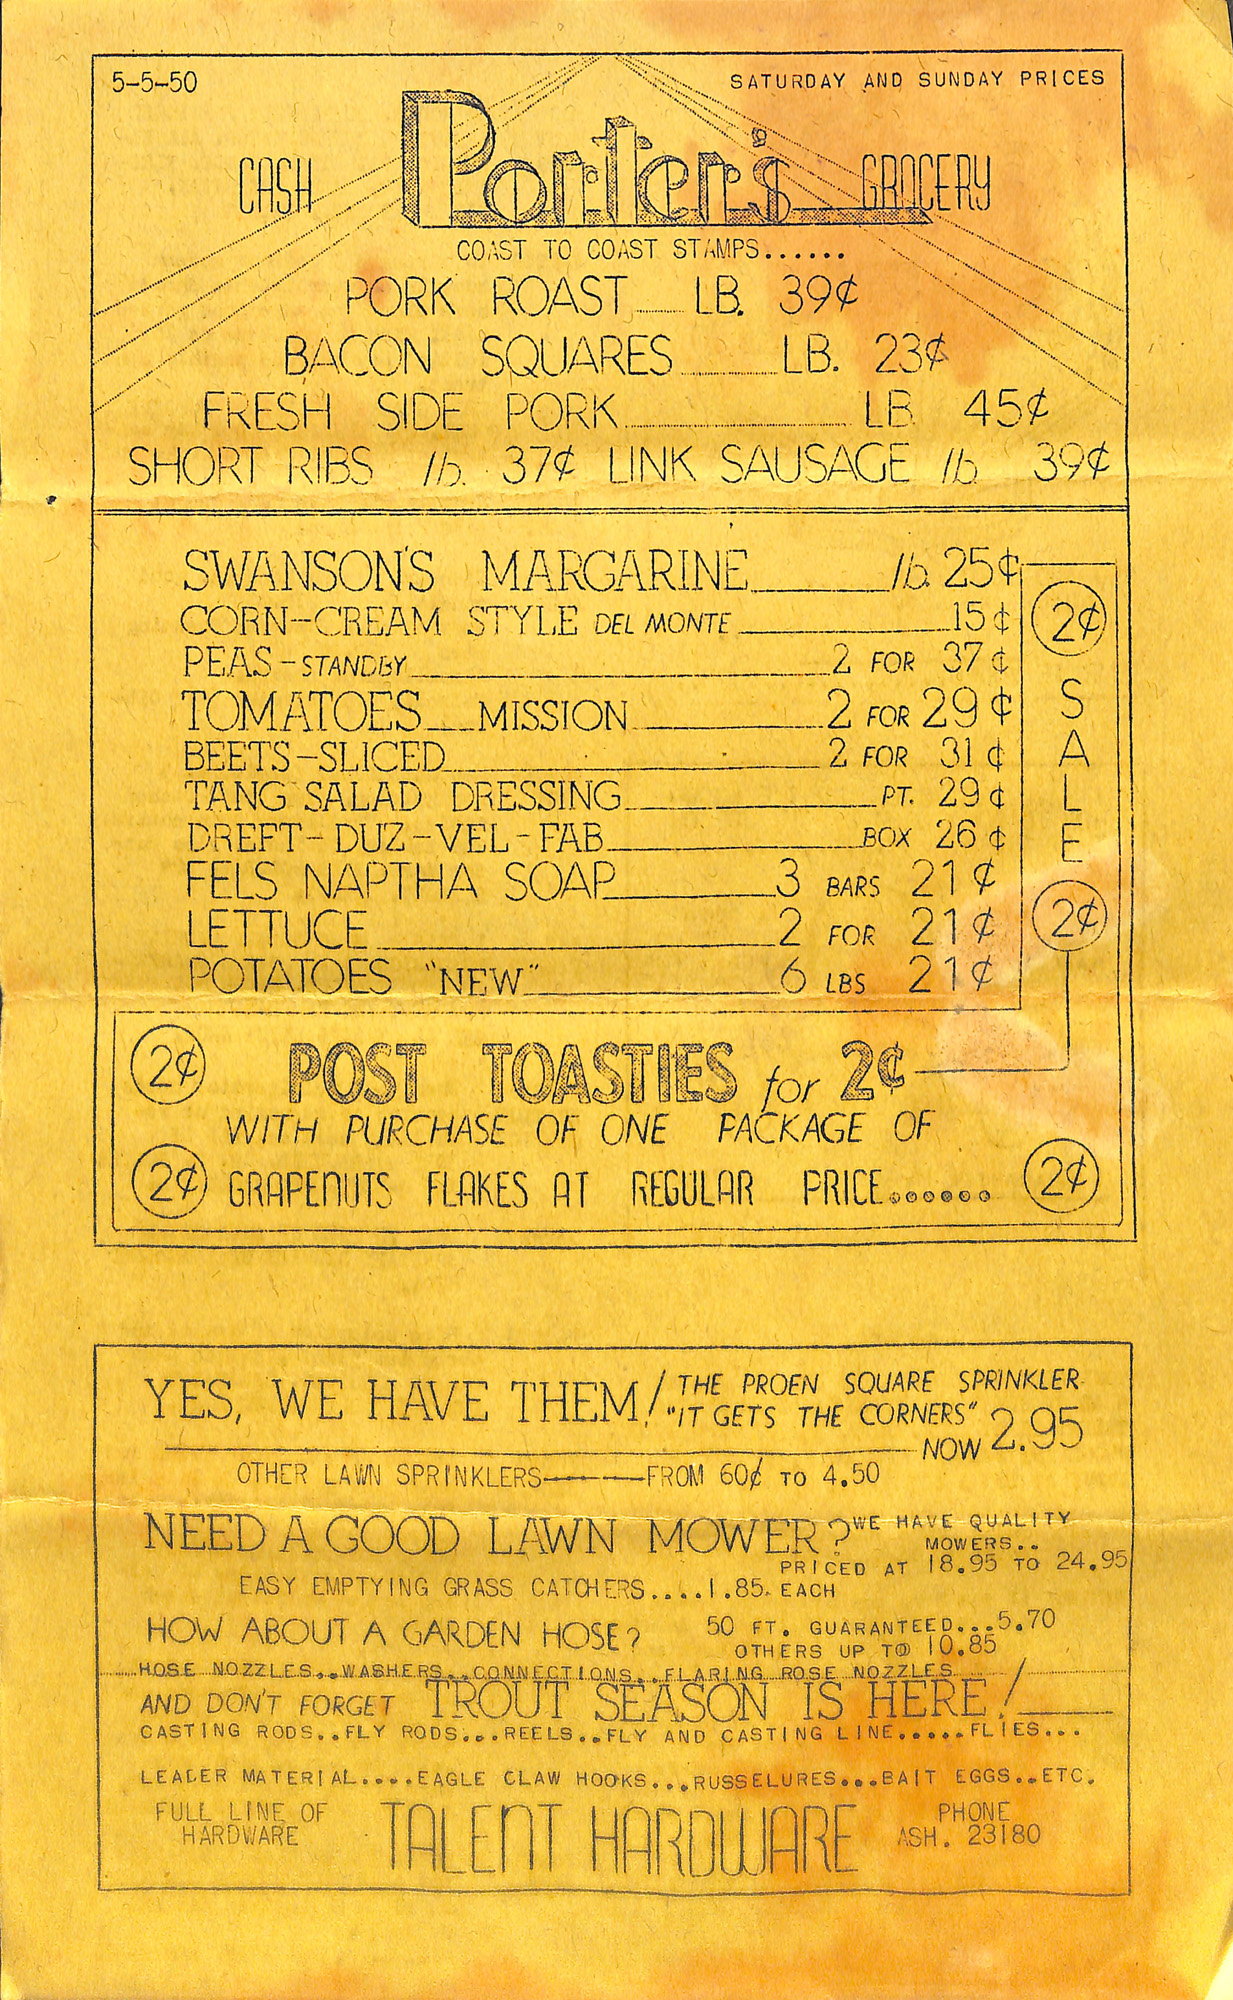 5-5-50
SATURDAY AND SUNDAY PRICES
CASH Porter's GROCERY
COAST TO COAST STAMPS......
PORK ROAST LB. 39¢
BACON SQUARES LB. 23¢
FRESH SIDE PORK LB 45¢
SHORT RIBS lb. 37¢ LINK SAUSAGE lb 39¢
SWANSON'S MARGARINE lb. 25¢
CORN--CREAM STYLE DEL MONTE 15¢
PEAS-STANDBY 2 FOR 37¢
TOMATOES MISSION 2 FOR 29¢
BEETS-SLICED 2 FOR 31¢
TANG SALAD DRESSING PT. 29¢
DREFT-DUZ-VEL-FAB BOX 26¢
FELS NAPTHA SOAP 3 BARS 21¢
LETTUCE 2 FOR 21¢
POTATOES "NEW" 6 LBS 21¢
2¢
SALE
2¢
2¢ POST TOASTIES for 2¢
WITH PURCHASE OF ONE PACKAGE OF
2¢ GRAPENUTS FLAKES AT REGULAR PRICE...... 2¢
YES, WE HAVE THEM! THE PROEN SQUARE SPRINKLER
"IT GETS THE CORNERS"
NOW 2.95
OTHER LAWN SPRINKLERS----FROM 60¢ TO 4.50
NEED A GOOD LAWN MOWER? WE HAVE QUALITY
MOWERS..
PRICED AT 18.95 TO 24.95
EASY EMPTYING GRASS CATCHERS....1.85. EACH
HOW ABOUT A GARDEN HOSE? 50 FT. GUARANTEED...5.70
OTHERS UP TO 10.85
HOSE NOZZLES..WASHERS..CONNECTIONS..FLARING ROSE NOZZLES
AND DON'T FORGET TROUT SEASON IS HERE!
CASTING RODS..FLY RODS...REELS..FLY AND CASTING LINE.....FLIES...
LEADER MATERIAL....EAGLE CLAW HOOKS...RUSSELURES...BAIT EGGS..ETC.
FULL LINE OF
HARDWARE
TALENT HARDWARE
PHONE
ASH. 23180